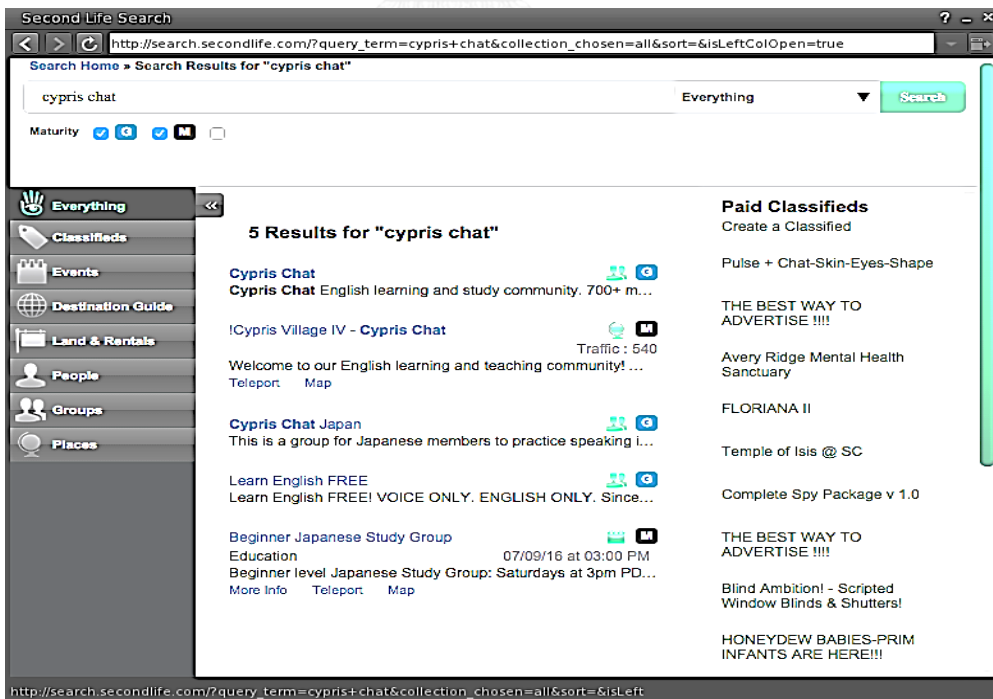 Second Life Search
http://search.secondlife.com/?query_term=cypris+chat&collection_chosen=all&sort=&isLeftColOpen=true
Search Home » Search Results for "cypris chat"
cypris chat
Everything
Search
Maturity G M
Everything
Classifieds
Events
Destination Guide
Land & Rentals
People
Groups
Places
«
5 Results for "cypris chat"
Cypris Chat G
Cypris Chat English learning and study community. 700+ m...
!Cypris Village IV - Cypris Chat M
Traffic : 540
Welcome to our English learning and teaching community! ...
Teleport Map
Cypris Chat Japan G
This is a group for Japanese members to practice speaking i...
Learn English FREE G
Learn English FREE! VOICE ONLY. ENGLISH ONLY. Since...
Beginner Japanese Study Group M
Education 07/09/16 at 03:00 PM
Beginner level Japanese Study Group: Saturdays at 3pm PD...
More Info Teleport Map
Paid Classifieds
Create a Classified
Pulse + Chat-Skin-Eyes-Shape
THE BEST WAY TO
ADVERTISE !!!!
Avery Ridge Mental Health
Sanctuary
FLORIANA II
Temple of Isis @ SC
Complete Spy Package v 1.0
THE BEST WAY TO
ADVERTISE !!!!
Blind Ambition! - Scripted
Window Blinds & Shutters!
HONEYDEW BABIES-PRIM
INFANTS ARE HERE!!!
http://search.secondlife.com/?query_term=cypris+chat&collection_chosen=all&sort=&isLeft